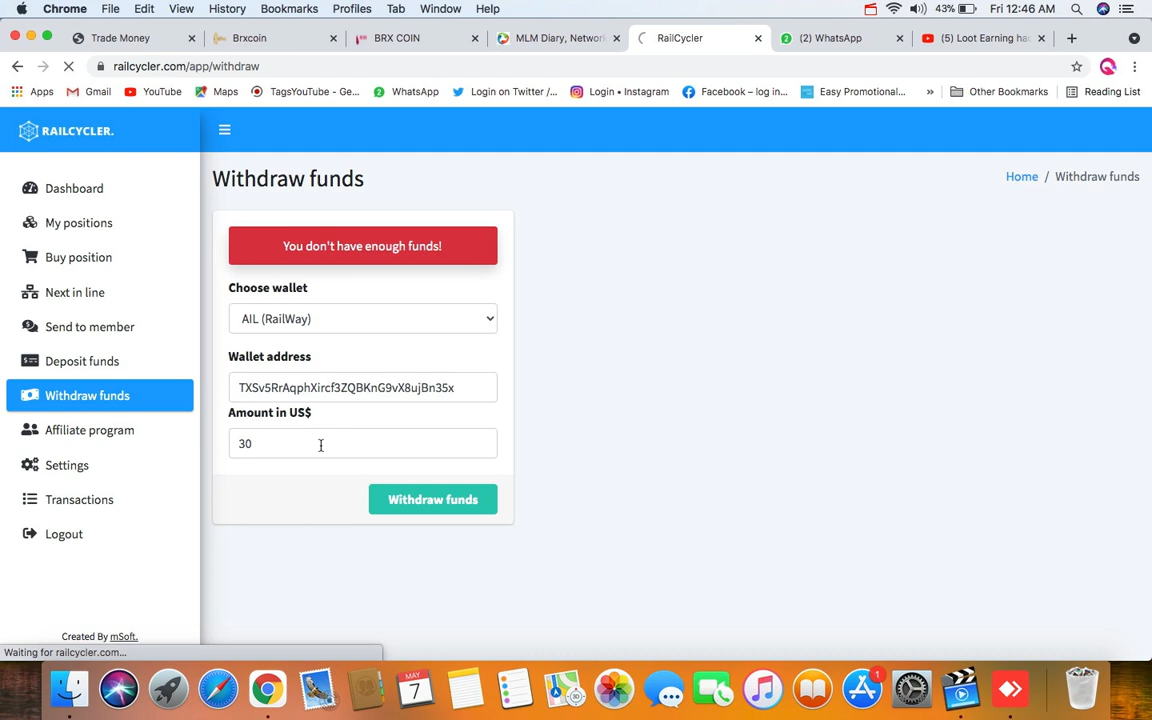 Chrome File Edit View History Bookmarks Profiles Tab Window Help 43% Fri 12:46 AM
Trade Money Brxcoin BRX COIN MLM Diary, Networ RailCycler (2) WhatsApp (5) Loot Earning ha
railcycler.com/app/withdraw
Apps Gmail YouTube Maps TagsYouTube - Ge... WhatsApp Login on Twitter /... Login • Instagram Facebook – log in... Easy Promotional... » Other Bookmarks Reading List
RAILCYCLER.
Withdraw funds
Home / Withdraw funds
Dashboard
My positions
Buy position
Next in line
Send to member
Deposit funds
Withdraw funds
Affiliate program
Settings
Transactions
Logout
You don't have enough funds!
Choose wallet
AIL (RailWay)
Wallet address
TXSv5RrAqphXircf3ZQBKnG9vX8ujBn35x
Amount in US$
30
Withdraw funds
Created By mSoft.
Waiting for railcycler.com...
MAY
7
1